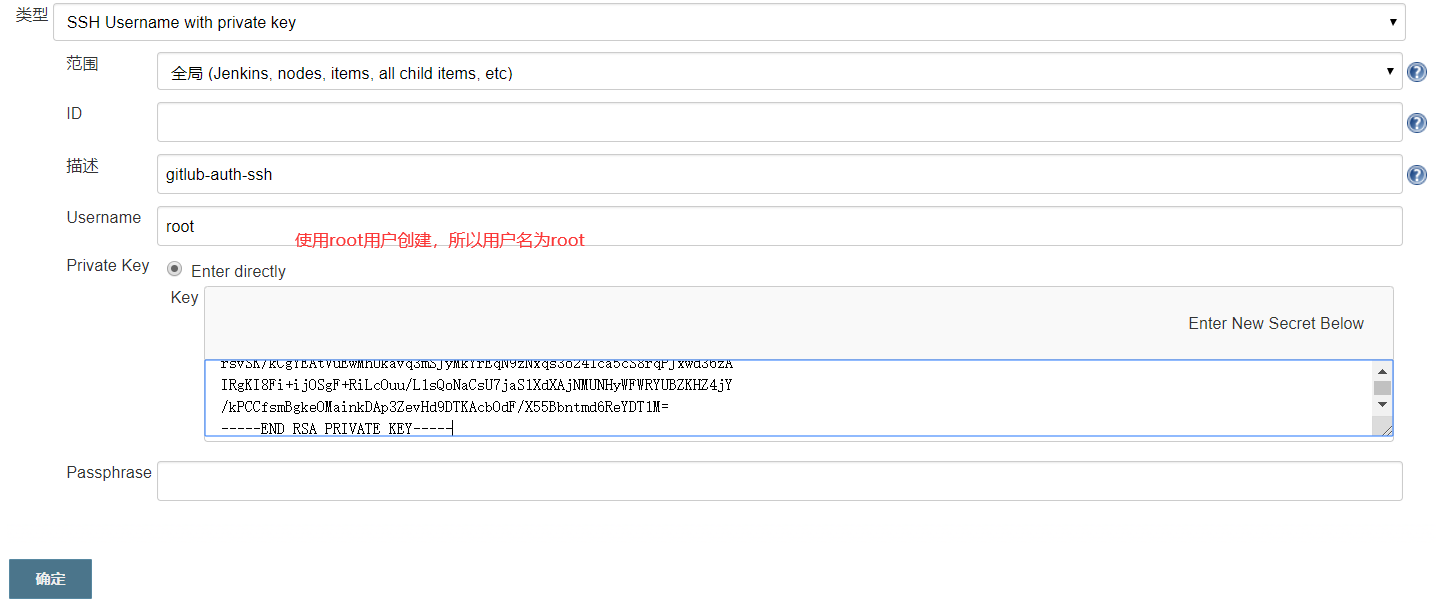 类型
SSH Username with private key
范围
全局 (Jenkins, nodes, items, all child items, etc)
ID
描述
gitlub-auth-ssh
Username
root
使用root用户创建，所以用户名为root
Private Key
Enter directly
Key
Enter New Secret Below
IRgKI8Fi+ijOSgF+RiLcOuu/L1sQoNaCsU7jaS1XdXAjNMUNHyWFWRYUBZKHZ4jY
/kPCCfsmBgkeOMainkDAp3ZevHd9DTKAcbOdF/X55Bbntmd6ReYDT1M=
-----END RSA PRIVATE KEY-----
Passphrase
确定